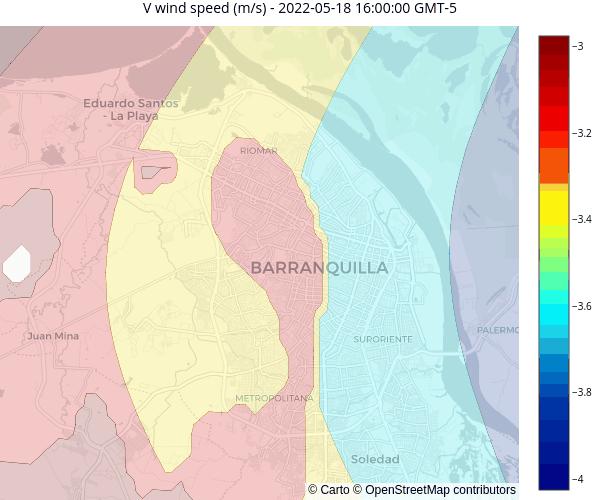 V wind speed (m/s) - 2022-05-18 16:00:00 GMT-5
-3
-3.2
-3.4
-3.6
-3.8
-4
Eduardo Santos
- La Playa
RIOMAR
BARRANQUILLA
Juan Mina
SURORIENTE
PALERMO
METROPOLITANA
Soledad
© Carto © OpenStreetMap contributors